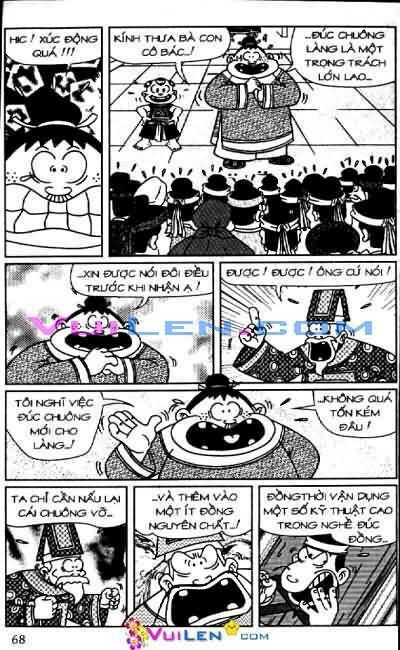 HIC! XÚC ĐỘNG
QUÁ!!!
KÍNH THƯA BÀ CON
CÔ BÁC...!
...ĐÚC CHUÔNG
LÀNG LÀ MỘT
TRỌNG TRÁCH
LỚN LAO...
...XIN ĐƯỢC NÓI ĐÔI ĐIỀU
TRƯỚC KHI NHẬN Ạ!
ĐƯỢC! ĐƯỢC! ÔNG CỨ NÓI!
VUILEN.COM
TÔI NGHĨ VIỆC
ĐÚC CHUÔNG
MỚI CHO
LÀNG...!
...KHÔNG QUÁ
TỐN KÉM
ĐÂU!
TA CHỈ CẦN NẤU LẠI
CÁI CHUÔNG VỠ...
...VÀ THÊM VÀO
MỘT ÍT ĐỒNG
NGUYÊN CHẤT...!
ĐỒNG THỜI VẬN DỤNG
MỘT SỐ KỸ THUẬT CAO
TRONG NGHỀ ĐÚC
ĐỒNG...
68
VUILEN.COM